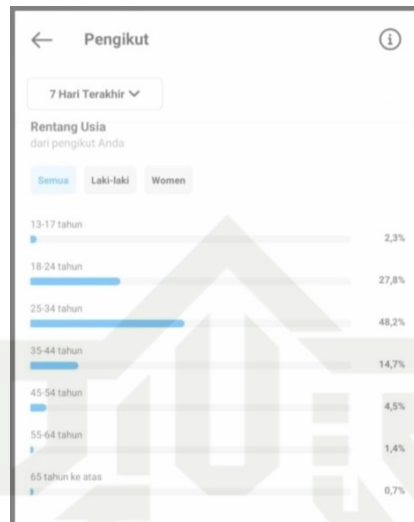 Pengikut
7 Hari Terakhir
Rentang Usia
dari pengikut Anda
Semua Laki-laki Women
13-17 tahun
2,3%
18-24 tahun
27,8%
25-34 tahun
48,2%
35-44 tahun
14,7%
45-54 tahun
4,5%
55-64 tahun
1,4%
65 tahun ke atas
0,7%